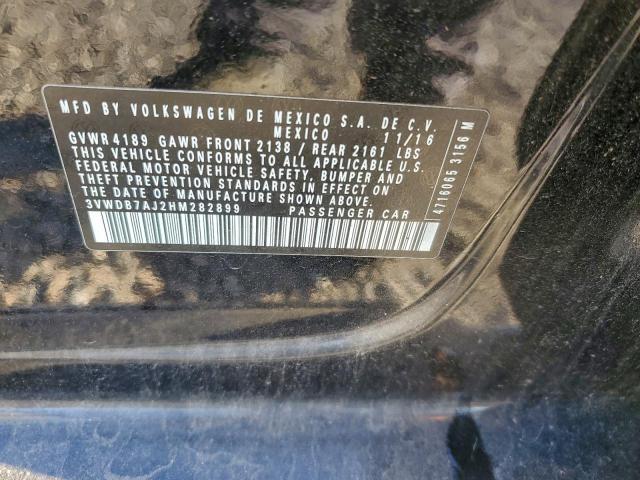 MFD BY VOLKSWAGEN DE MEXICO S.A. DE C.V.
MEXICO 11/16
GVWR 4189 GAWR FRONT 2138 / REAR 2161 LBS
THIS VEHICLE CONFORMS TO ALL APPLICABLE U.S.
FEDERAL MOTOR VEHICLE SAFETY, BUMPER AND
THEFT PREVENTION STANDARDS IN EFFECT ON
THE DATE OF MANUFACTURE SHOWN ABOVE.
3VWDB7AJ2HM282899 PASSENGER CAR
4716065 3156 M